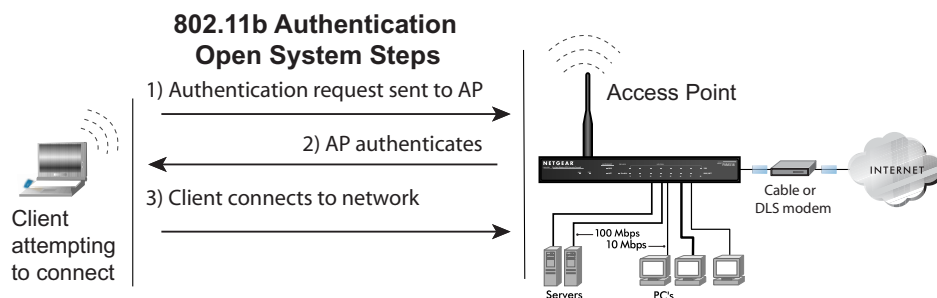 802.11b Authentication
Open System Steps
1) Authentication request sent to AP
2) AP authenticates
3) Client connects to network
Client
attempting
to connect
Access Point
NETGEAR
Cable or
DLS modem
INTERNET
100 Mbps
10 Mbps
Servers
PC's